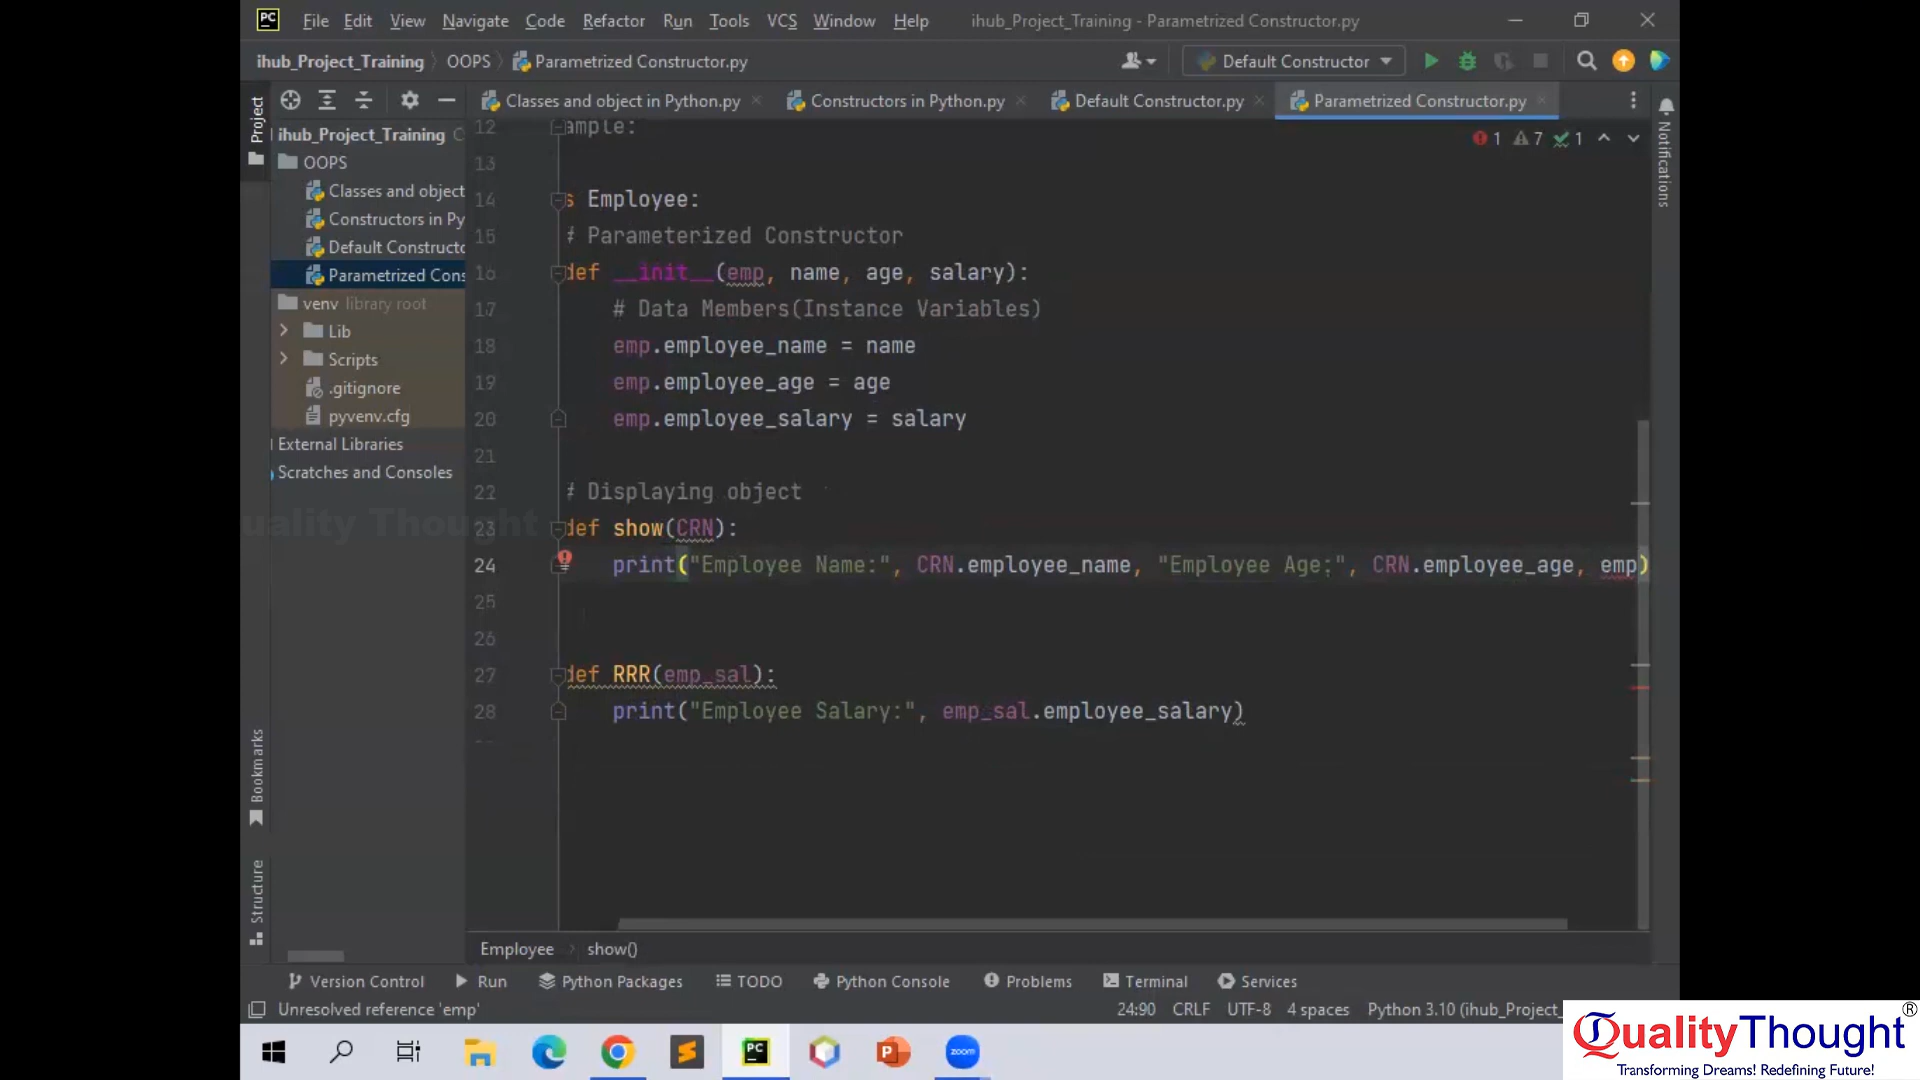 PC File Edit View Navigate Code Refactor Run Tools VCS Window Help ihub_Project_Training - Parametrized Constructor.py
ihub_Project_Training OOPS Parametrized Constructor.py Default Constructor
Project
Classes and object in Python.py Constructors in Python.py Default Constructor.py Parametrized Constructor.py
Notifications
ihub_Project_Training
OOPS
Classes and object
Constructors in Py
Default Constructo
Parametrized Cons
venv library root
Lib
Scripts
.gitignore
pyvenv.cfg
External Libraries
Scratches and Consoles
1 7 1
12 ample:
13
14 s Employee:
15 # Parameterized Constructor
16 def __init__(emp, name, age, salary):
17 # Data Members(Instance Variables)
18 emp.employee_name = name
19 emp.employee_age = age
20 emp.employee_salary = salary
21
22 # Displaying object
23 def show(CRN):
24 print("Employee Name:", CRN.employee_name, "Employee Age:", CRN.employee_age, emp)
25
26
27 def RRR(emp_sal):
28 print("Employee Salary:", emp_sal.employee_salary)
uality Thought
Bookmarks
Structure
Employee show()
Version Control Run Python Packages TODO Python Console Problems Terminal Services
Unresolved reference 'emp' 24:90 CRLF UTF-8 4 spaces Python 3.10 (ihub_Project_
PC zoom
QualityThought®
Transforming Dreams! Redefining Future!